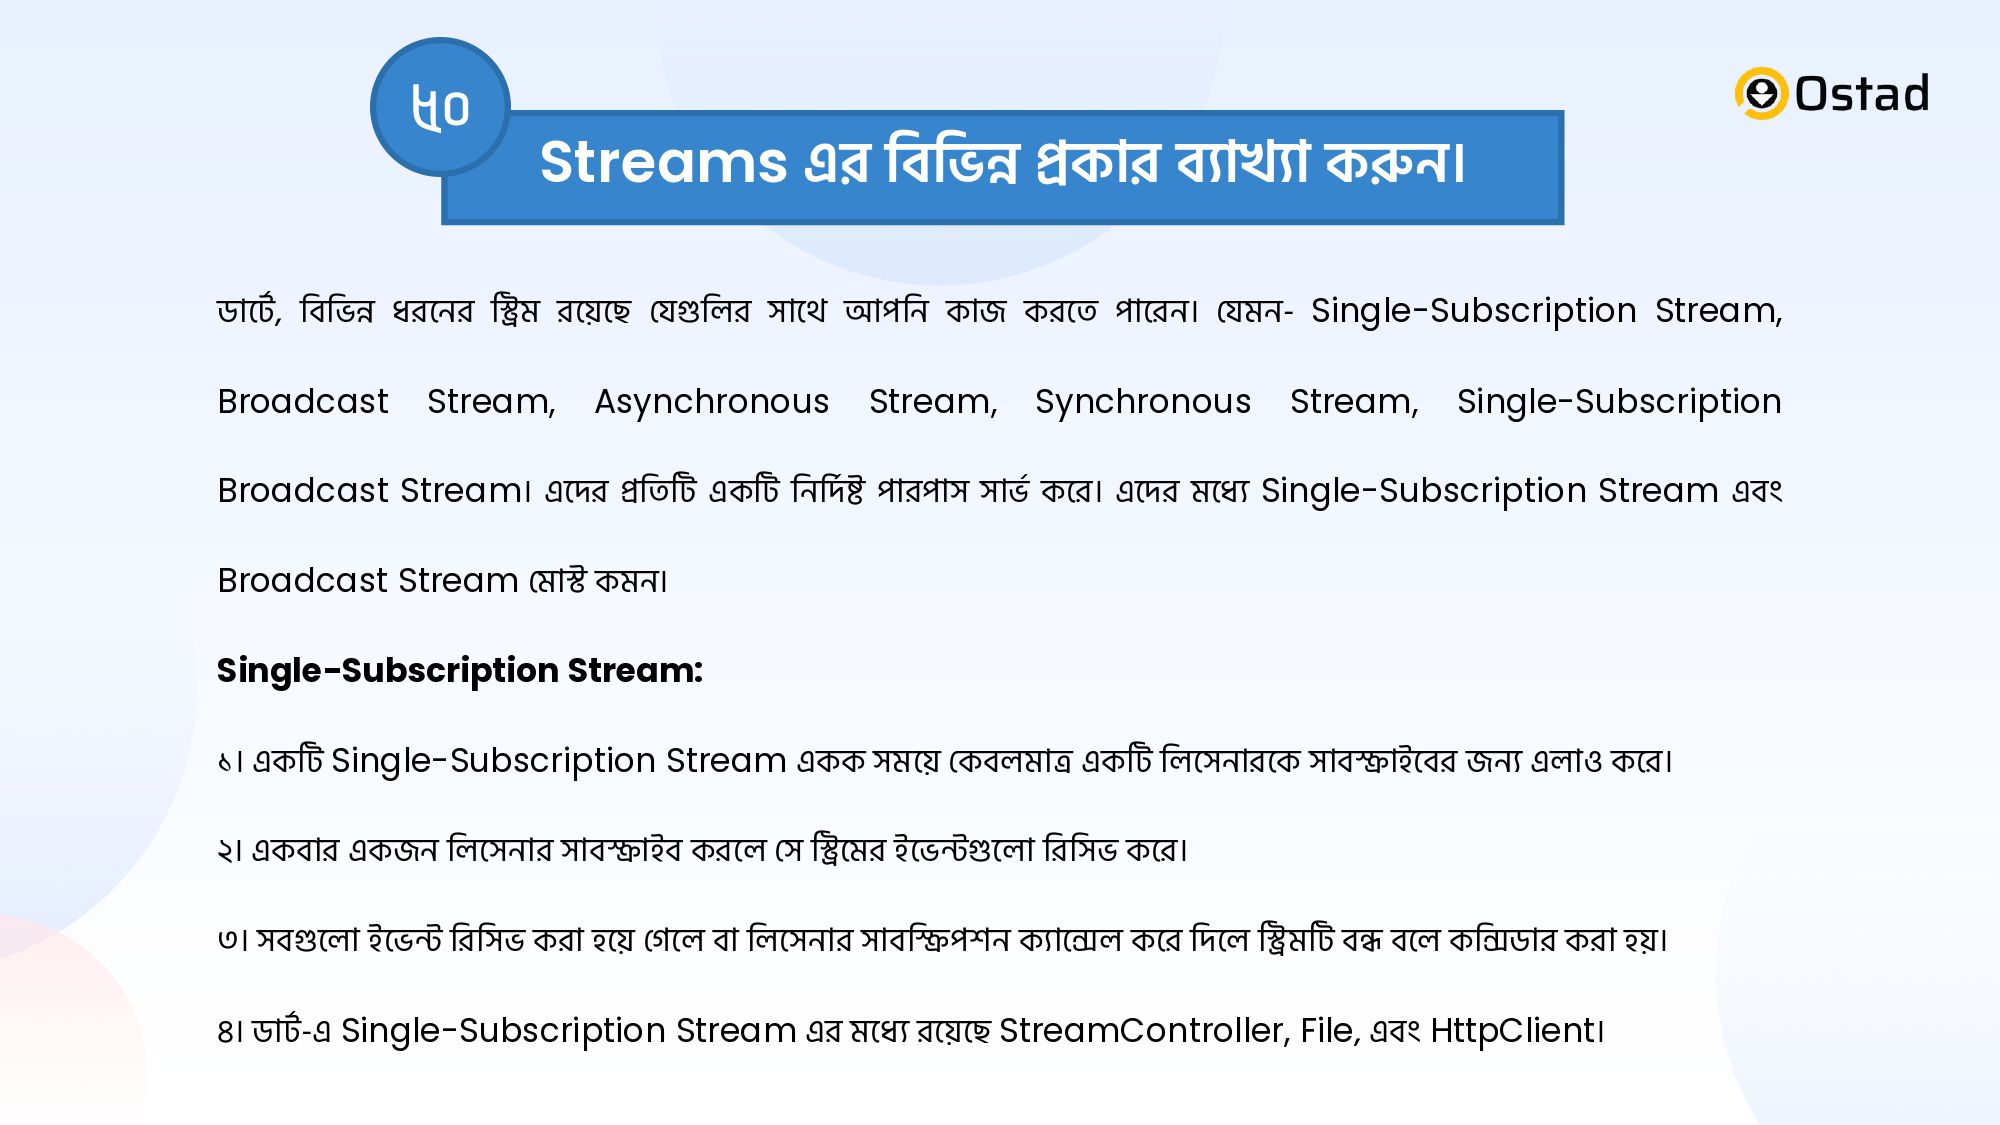 ৫০
Ostad
Streams এর বিভিন্ন প্রকার ব্যাখ্যা করুন।
ডার্টে, বিভিন্ন ধরনের স্ট্রিম রয়েছে যেগুলির সাথে আপনি কাজ করতে পারেন। যেমন- Single-Subscription Stream,
Broadcast Stream, Asynchronous Stream, Synchronous Stream, Single-Subscription
Broadcast Stream। এদের প্রতিটি একটি নির্দিষ্ট পারপাস সার্ভ করে। এদের মধ্যে Single-Subscription Stream এবং
Broadcast Stream মোস্ট কমন।
Single-Subscription Stream:
১। একটি Single-Subscription Stream একক সময়ে কেবলমাত্র একটি লিসেনারকে সাবস্ক্রাইবের জন্য এলাও করে।
২। একবার একজন লিসেনার সাবস্ক্রাইব করলে সে স্ট্রিমের ইভেন্টগুলো রিসিভ করে।
৩। সবগুলো ইভেন্ট রিসিভ করা হয়ে গেলে বা লিসেনার সাবস্ক্রিপশন ক্যান্সেল করে দিলে স্ট্রিমটি বন্ধ বলে কন্সিডার করা হয়।
৪। ডার্ট-এ Single-Subscription Stream এর মধ্যে রয়েছে StreamController, File, এবং HttpClient।